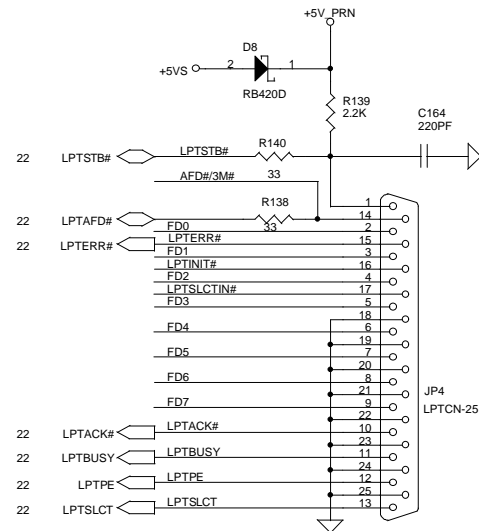 +5V_PRN
D8
+5VS
2
1
RB420D
R139
2.2K
C164
220PF
22 LPTSTB# LPTSTB# R140
AFD#/3M# 33
1
22 LPTAFD# R138 14
FD0 33 2
22 LPTERR# LPTERR# 15
FD1 3
LPTINIT# 16
FD2 4
LPTSLCTIN# 17
FD3 5
18
FD4 6
19
FD5 7
20
FD6 8
21
JP4
FD7 9
LPTCN-25
22
22 LPTACK# LPTACK# 10
23
22 LPTBUSY LPTBUSY 11
24
22 LPTPE LPTPE 12
25
22 LPTSLCT LPTSLCT 13